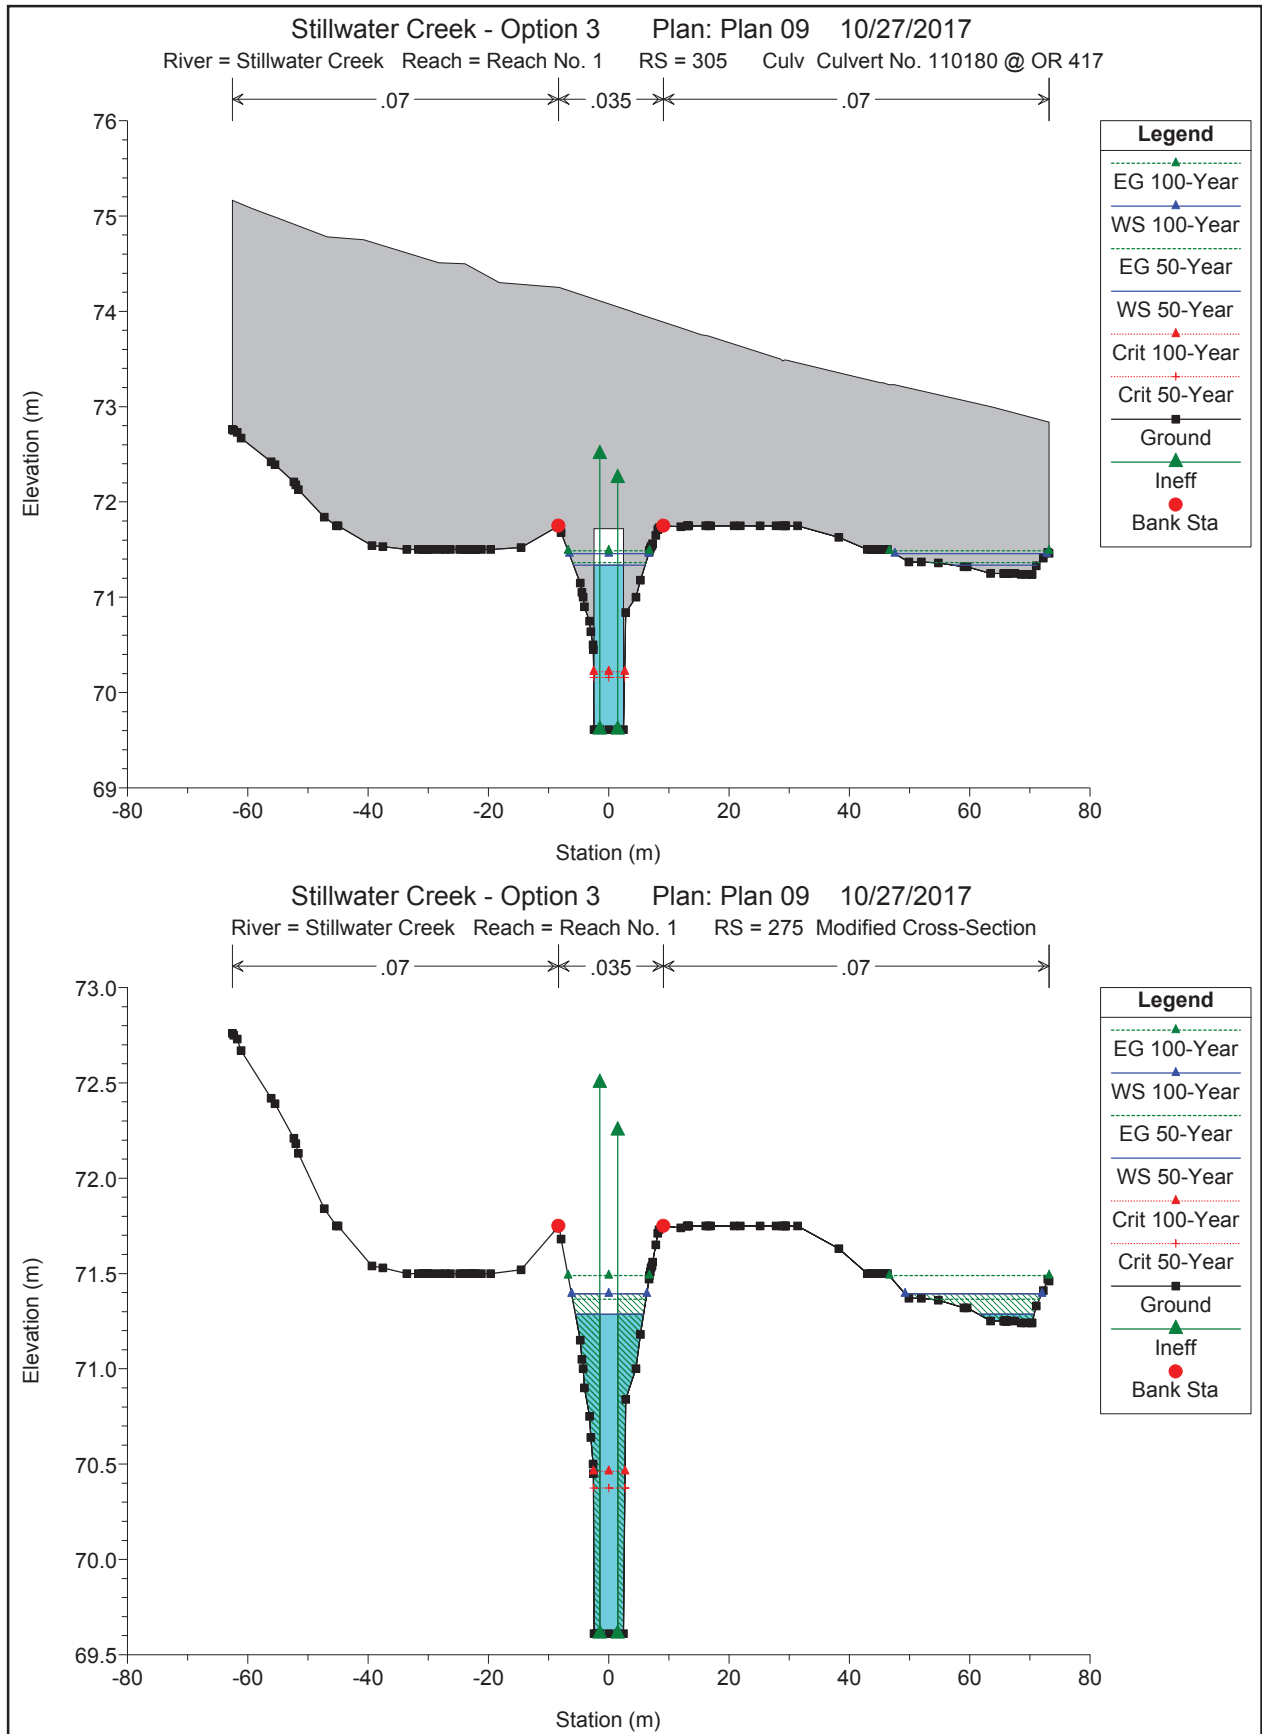 Stillwater Creek - Option 3 Plan: Plan 09 10/27/2017
River = Stillwater Creek Reach = Reach No. 1 RS = 305 Culv Culvert No. 110180 @ OR 417
.07 .035 .07
76
75
74
73
72
71
70
69
Elevation (m)
-80 -60 -40 -20 0 20 40 60 80
Station (m)
Legend
EG 100-Year
WS 100-Year
EG 50-Year
WS 50-Year
Crit 100-Year
Crit 50-Year
Ground
Ineff
Bank Sta
Stillwater Creek - Option 3 Plan: Plan 09 10/27/2017
River = Stillwater Creek Reach = Reach No. 1 RS = 275 Modified Cross-Section
.07 .035 .07
73.0
72.5
72.0
71.5
71.0
70.5
70.0
69.5
Elevation (m)
-80 -60 -40 -20 0 20 40 60 80
Station (m)
Legend
EG 100-Year
WS 100-Year
EG 50-Year
WS 50-Year
Crit 100-Year
Crit 50-Year
Ground
Ineff
Bank Sta